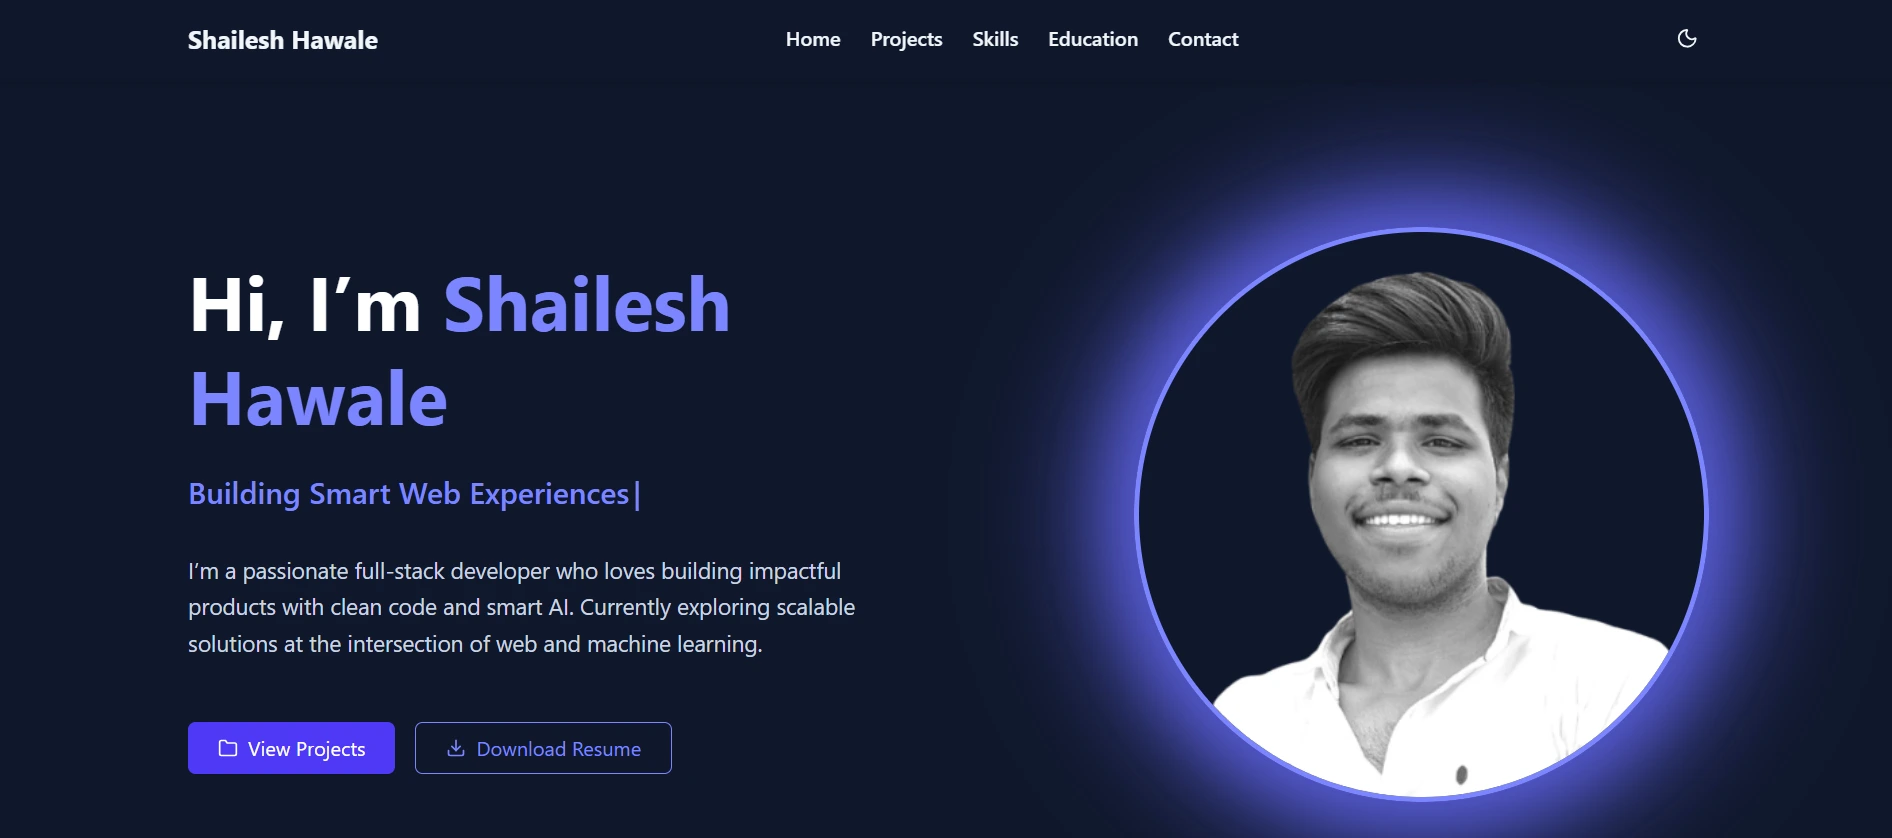 Shailesh Hawale
Home Projects Skills Education Contact
Hi, I’m Shailesh
Hawale
Building Smart Web Experiences|
I’m a passionate full-stack developer who loves building impactful
products with clean code and smart AI. Currently exploring scalable
solutions at the intersection of web and machine learning.
View Projects
Download Resume